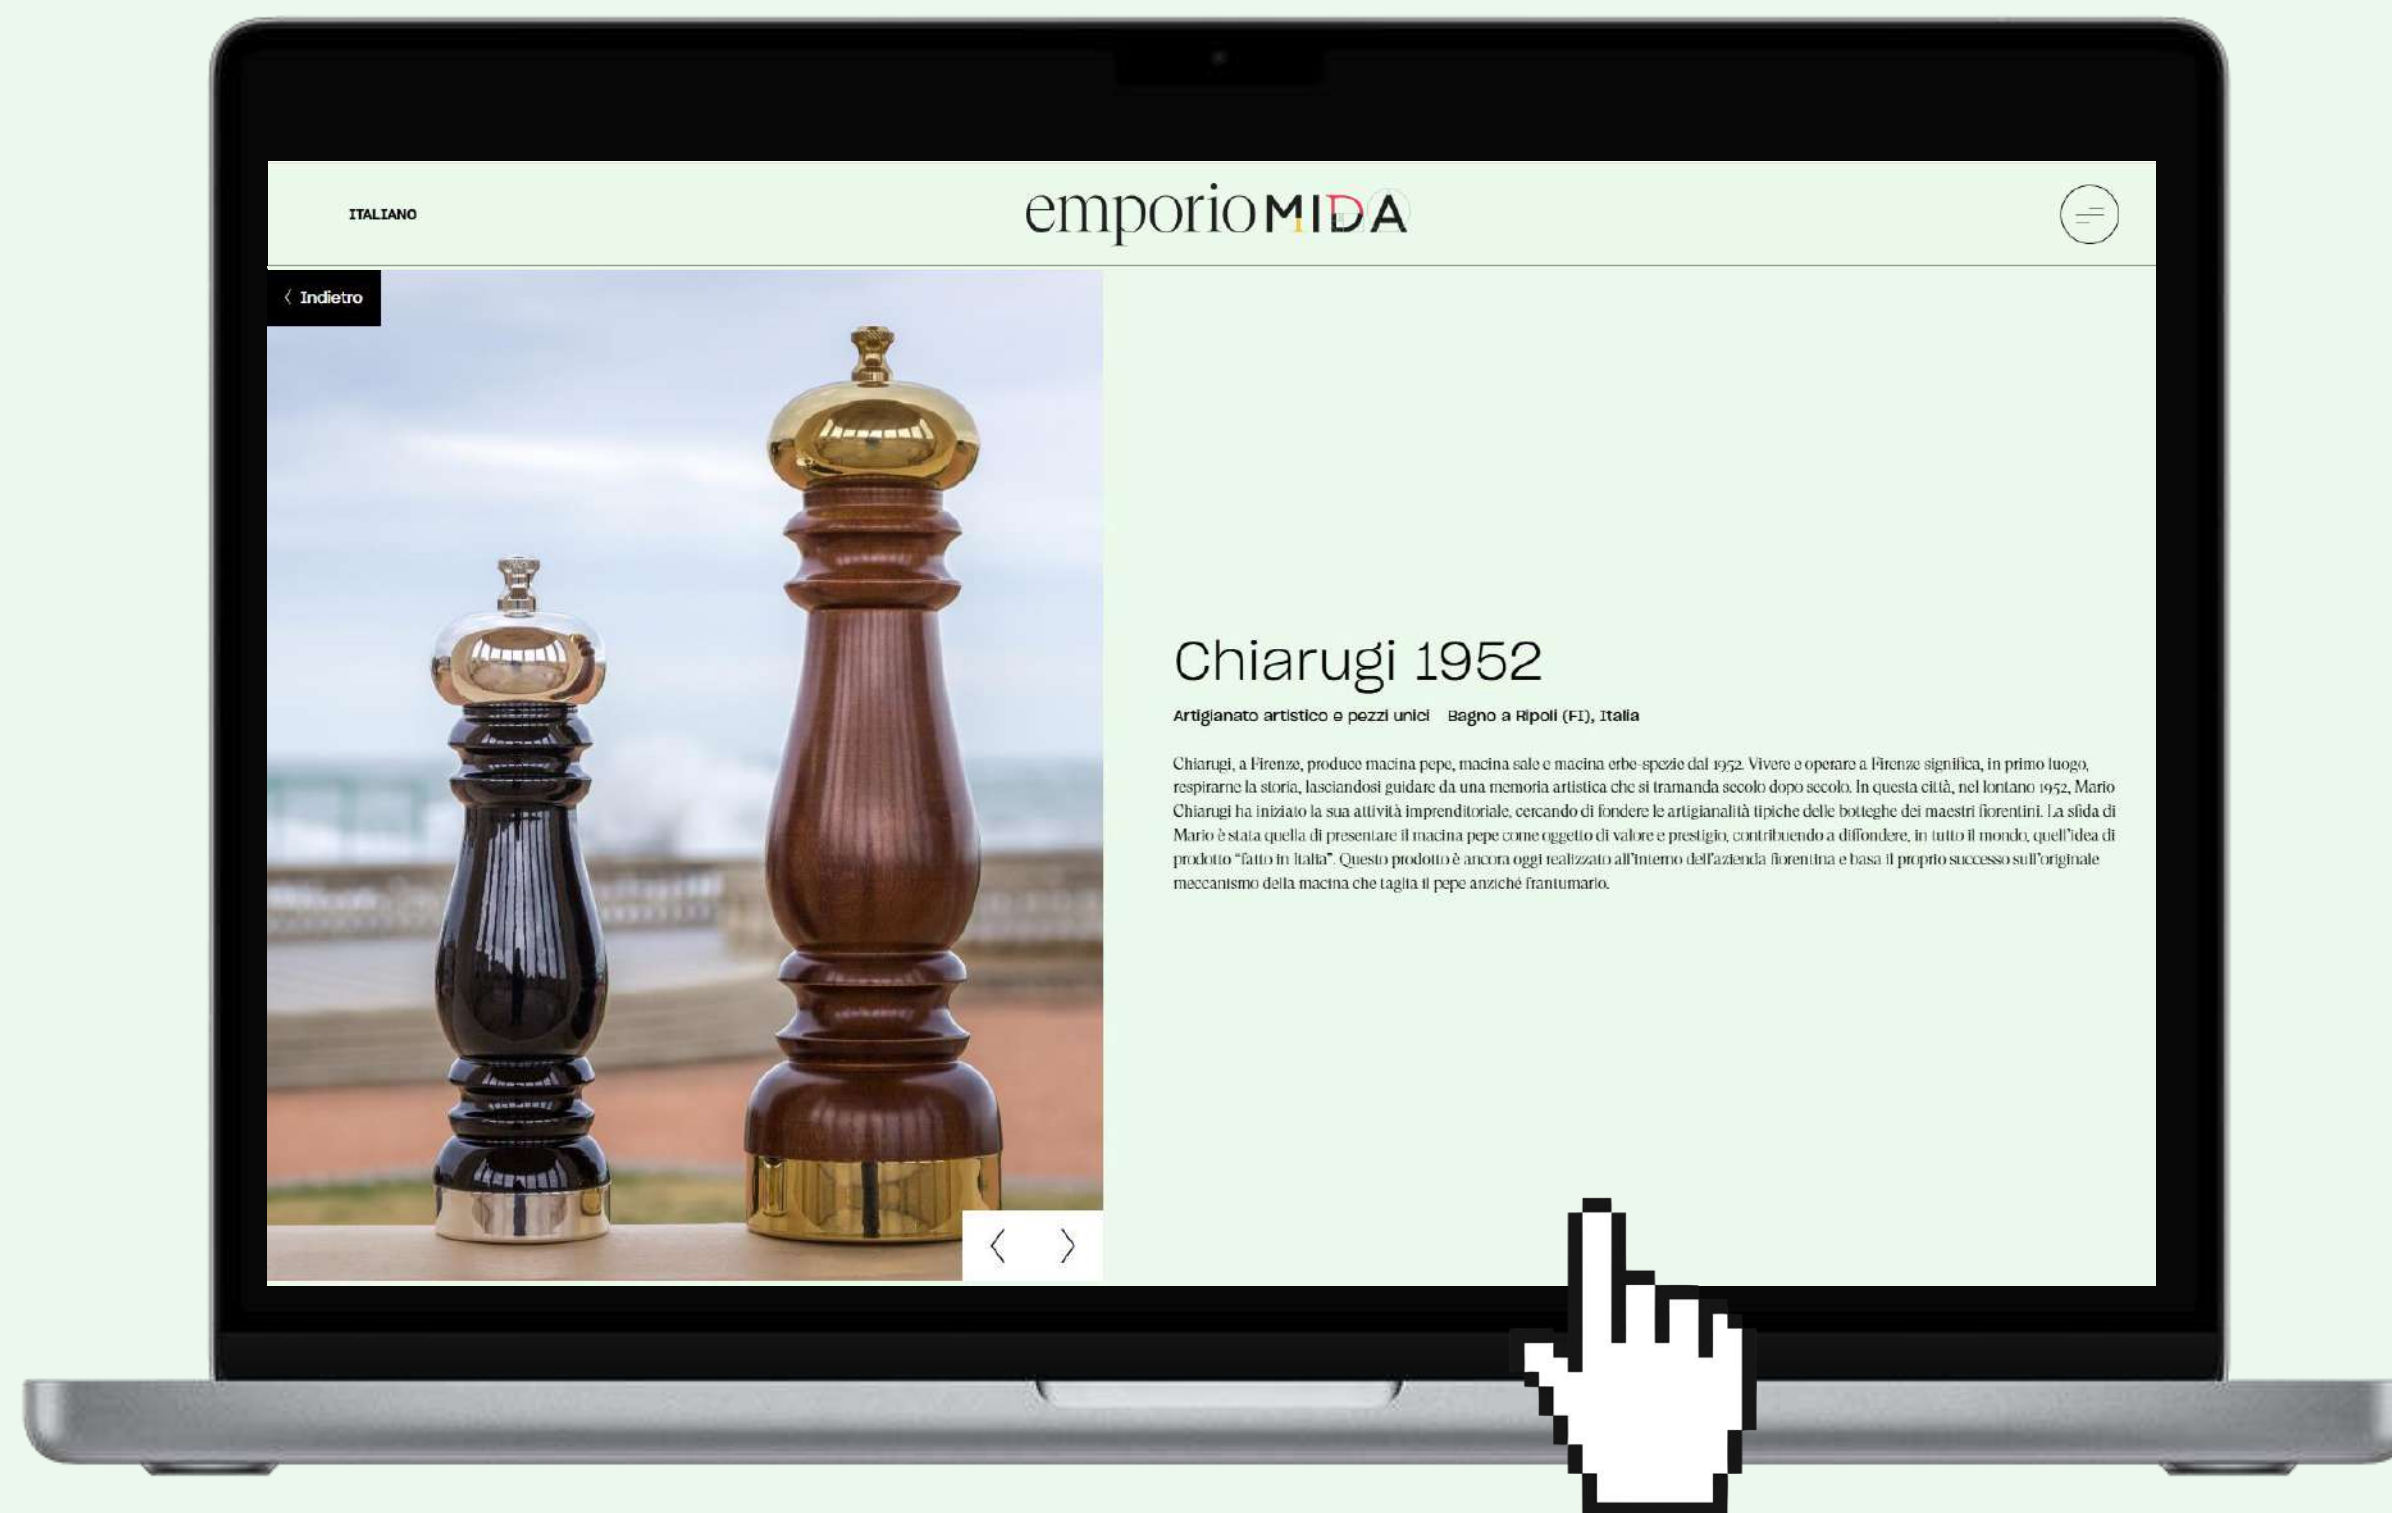 ITALIANO
emporioMIDA
Indietro
Chiarugi 1952
Artigianato artistico e pezzi unici Bagno a Ripoli (FI), Italia
Chiarugi, a Firenze, produce macina pepe, macina sale e macina erbe-spezie dal 1952. Vivere e operare a Firenze significa, in primo luogo,
respirarne la storia, lasciandosi guidare da una memoria artistica che si tramanda secolo dopo secolo. In questa città, nel lontano 1952, Mario
Chiarugi ha iniziato la sua attività imprenditoriale, cercando di fondere le artigianalità tipiche delle botteghe dei maestri fiorentini. La sfida di
Mario è stata quella di presentare il macina pepe come oggetto di valore e prestigio, contribuendo a diffondere, in tutto il mondo, quell'idea di
prodotto “fatto in Italia”. Questo prodotto è ancora oggi realizzato all'interno dell'azienda fiorentina e basa il proprio successo sull'originale
meccanismo della macina che taglia il pepe anziché frantumarlo.